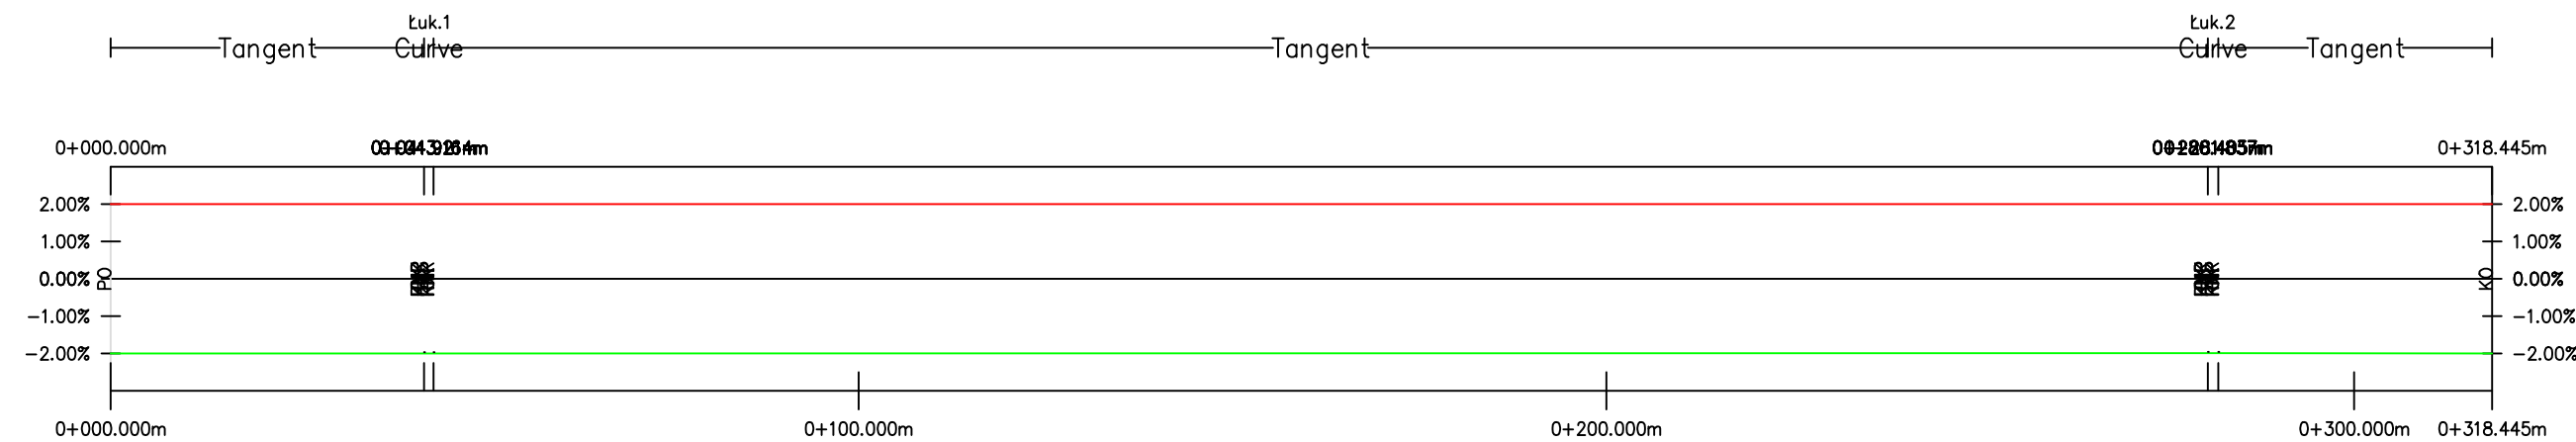 Łuk.1 Łuk.2
Tangent Curve Tangent Curve Tangent
0+000.000m 0+318.445m
2.00% 2.00%
1.00% 1.00%
PO 0.00% KO 0.00%
-1.00% -1.00%
-2.00% -2.00%
0+000.000m 0+100.000m 0+200.000m 0+300.000m 0+318.445m